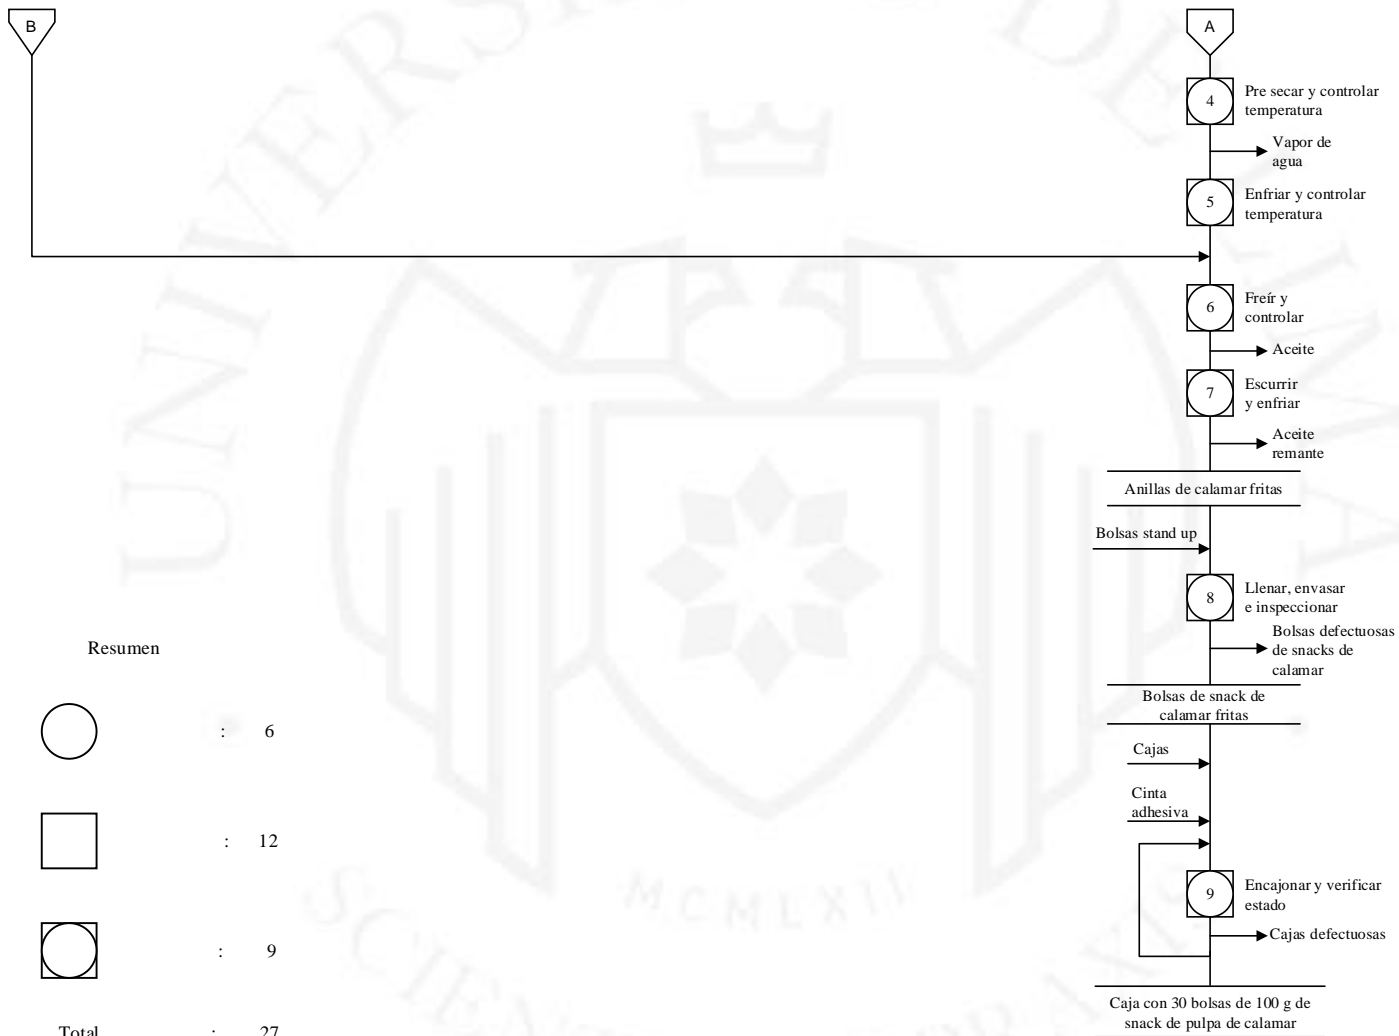 B
A
4
Pre secar y controlar
temperatura
Vapor de
agua
5
Enfriar y controlar
temperatura
6
Freír y
controlar
Aceite
7
Escurrir
y enfriar
Aceite
remante
Anillas de calamar fritas
Bolsas stand up
8
Llenar, envasar
e inspeccionar
Bolsas defectuosas
de snacks de
calamar
Bolsas de snack de
calamar fritas
Cajas
Cinta
adhesiva
9
Encajonar y verificar
estado
Cajas defectuosas
Caja con 30 bolsas de 100 g de
snack de pulpa de calamar
Resumen
: 6
: 12
: 9
Total : 27
MCMLXII